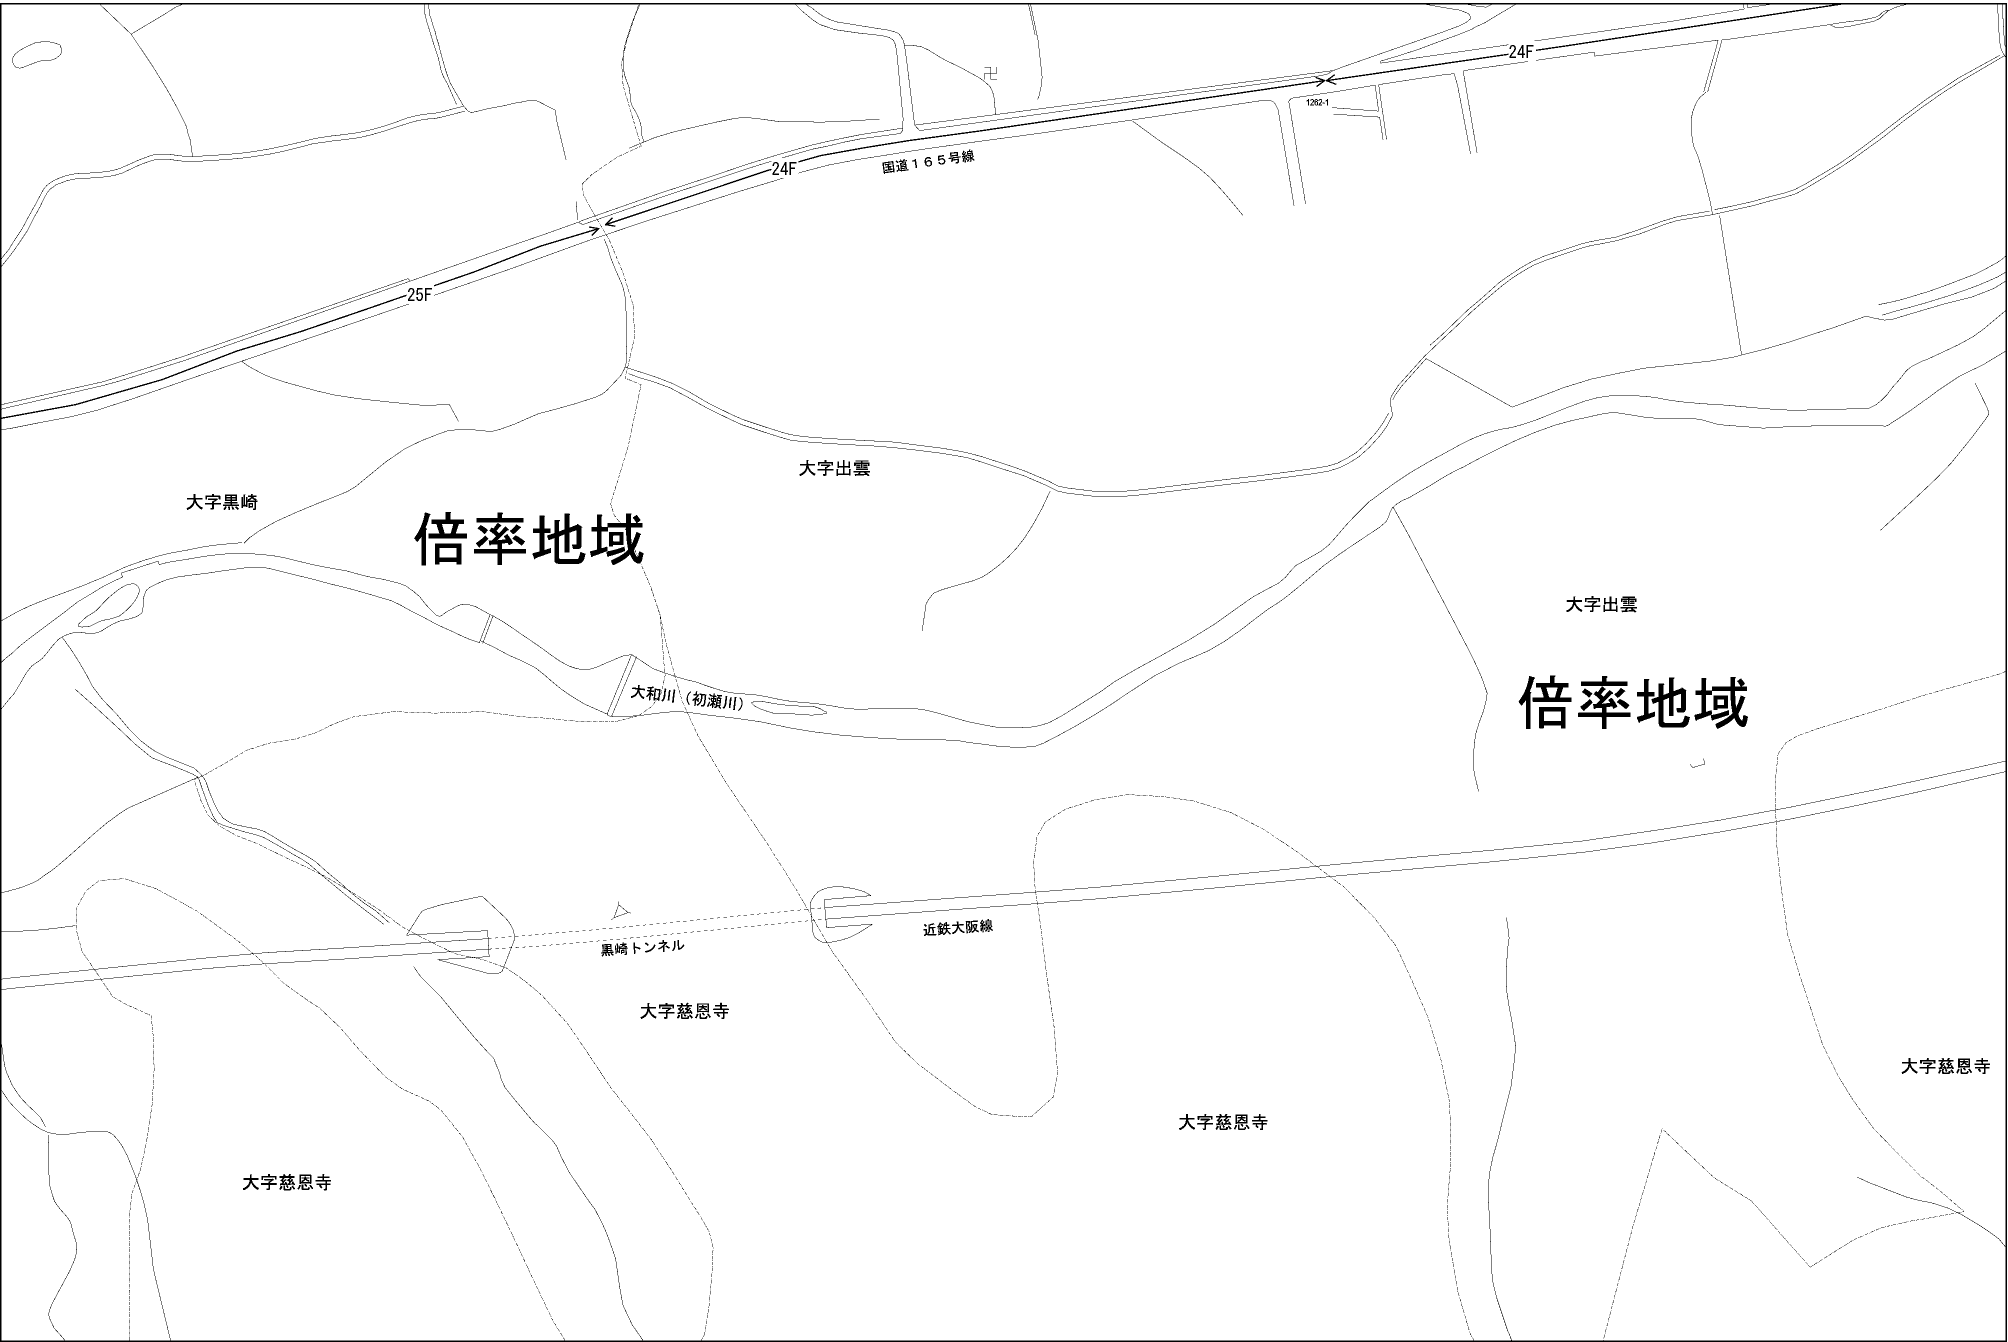 24F
1262-1
24F
国道１６５号線
25F
大字出雲
大字黒崎
倍率地域
大字出雲
大和川（初瀬川）
倍率地域
近鉄大阪線
黒崎トンネル
大字慈恩寺
大字慈恩寺
大字慈恩寺
大字慈恩寺